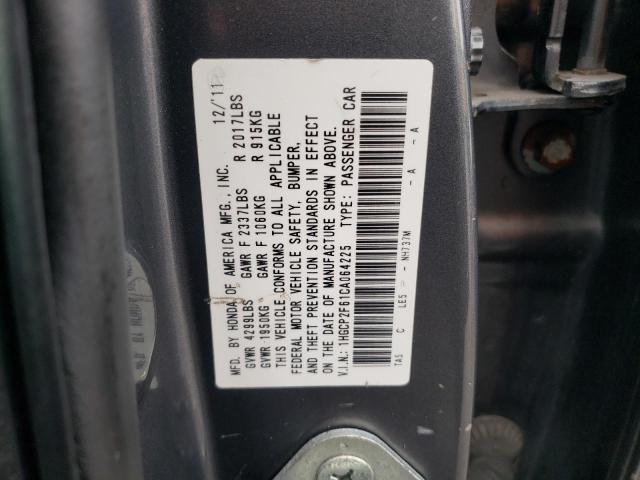 MFD. BY HONDA OF AMERICA MFG., INC. 12/'11
GVWR 4299LBS GAWR F 2337LBS R 2017LBS
GVWR 1950KG GAWR F 1060KG R 915KG
THIS VEHICLE CONFORMS TO ALL APPLICABLE
FEDERAL MOTOR VEHICLE SAFETY, BUMPER,
AND THEFT PREVENTION STANDARDS IN EFFECT
ON THE DATE OF MANUFACTURE SHOWN ABOVE.
V.I.N.: 1HGCP2F61CA064225 TYPE: PASSENGER CAR
TA5 C LE5 - NH737M - A - A